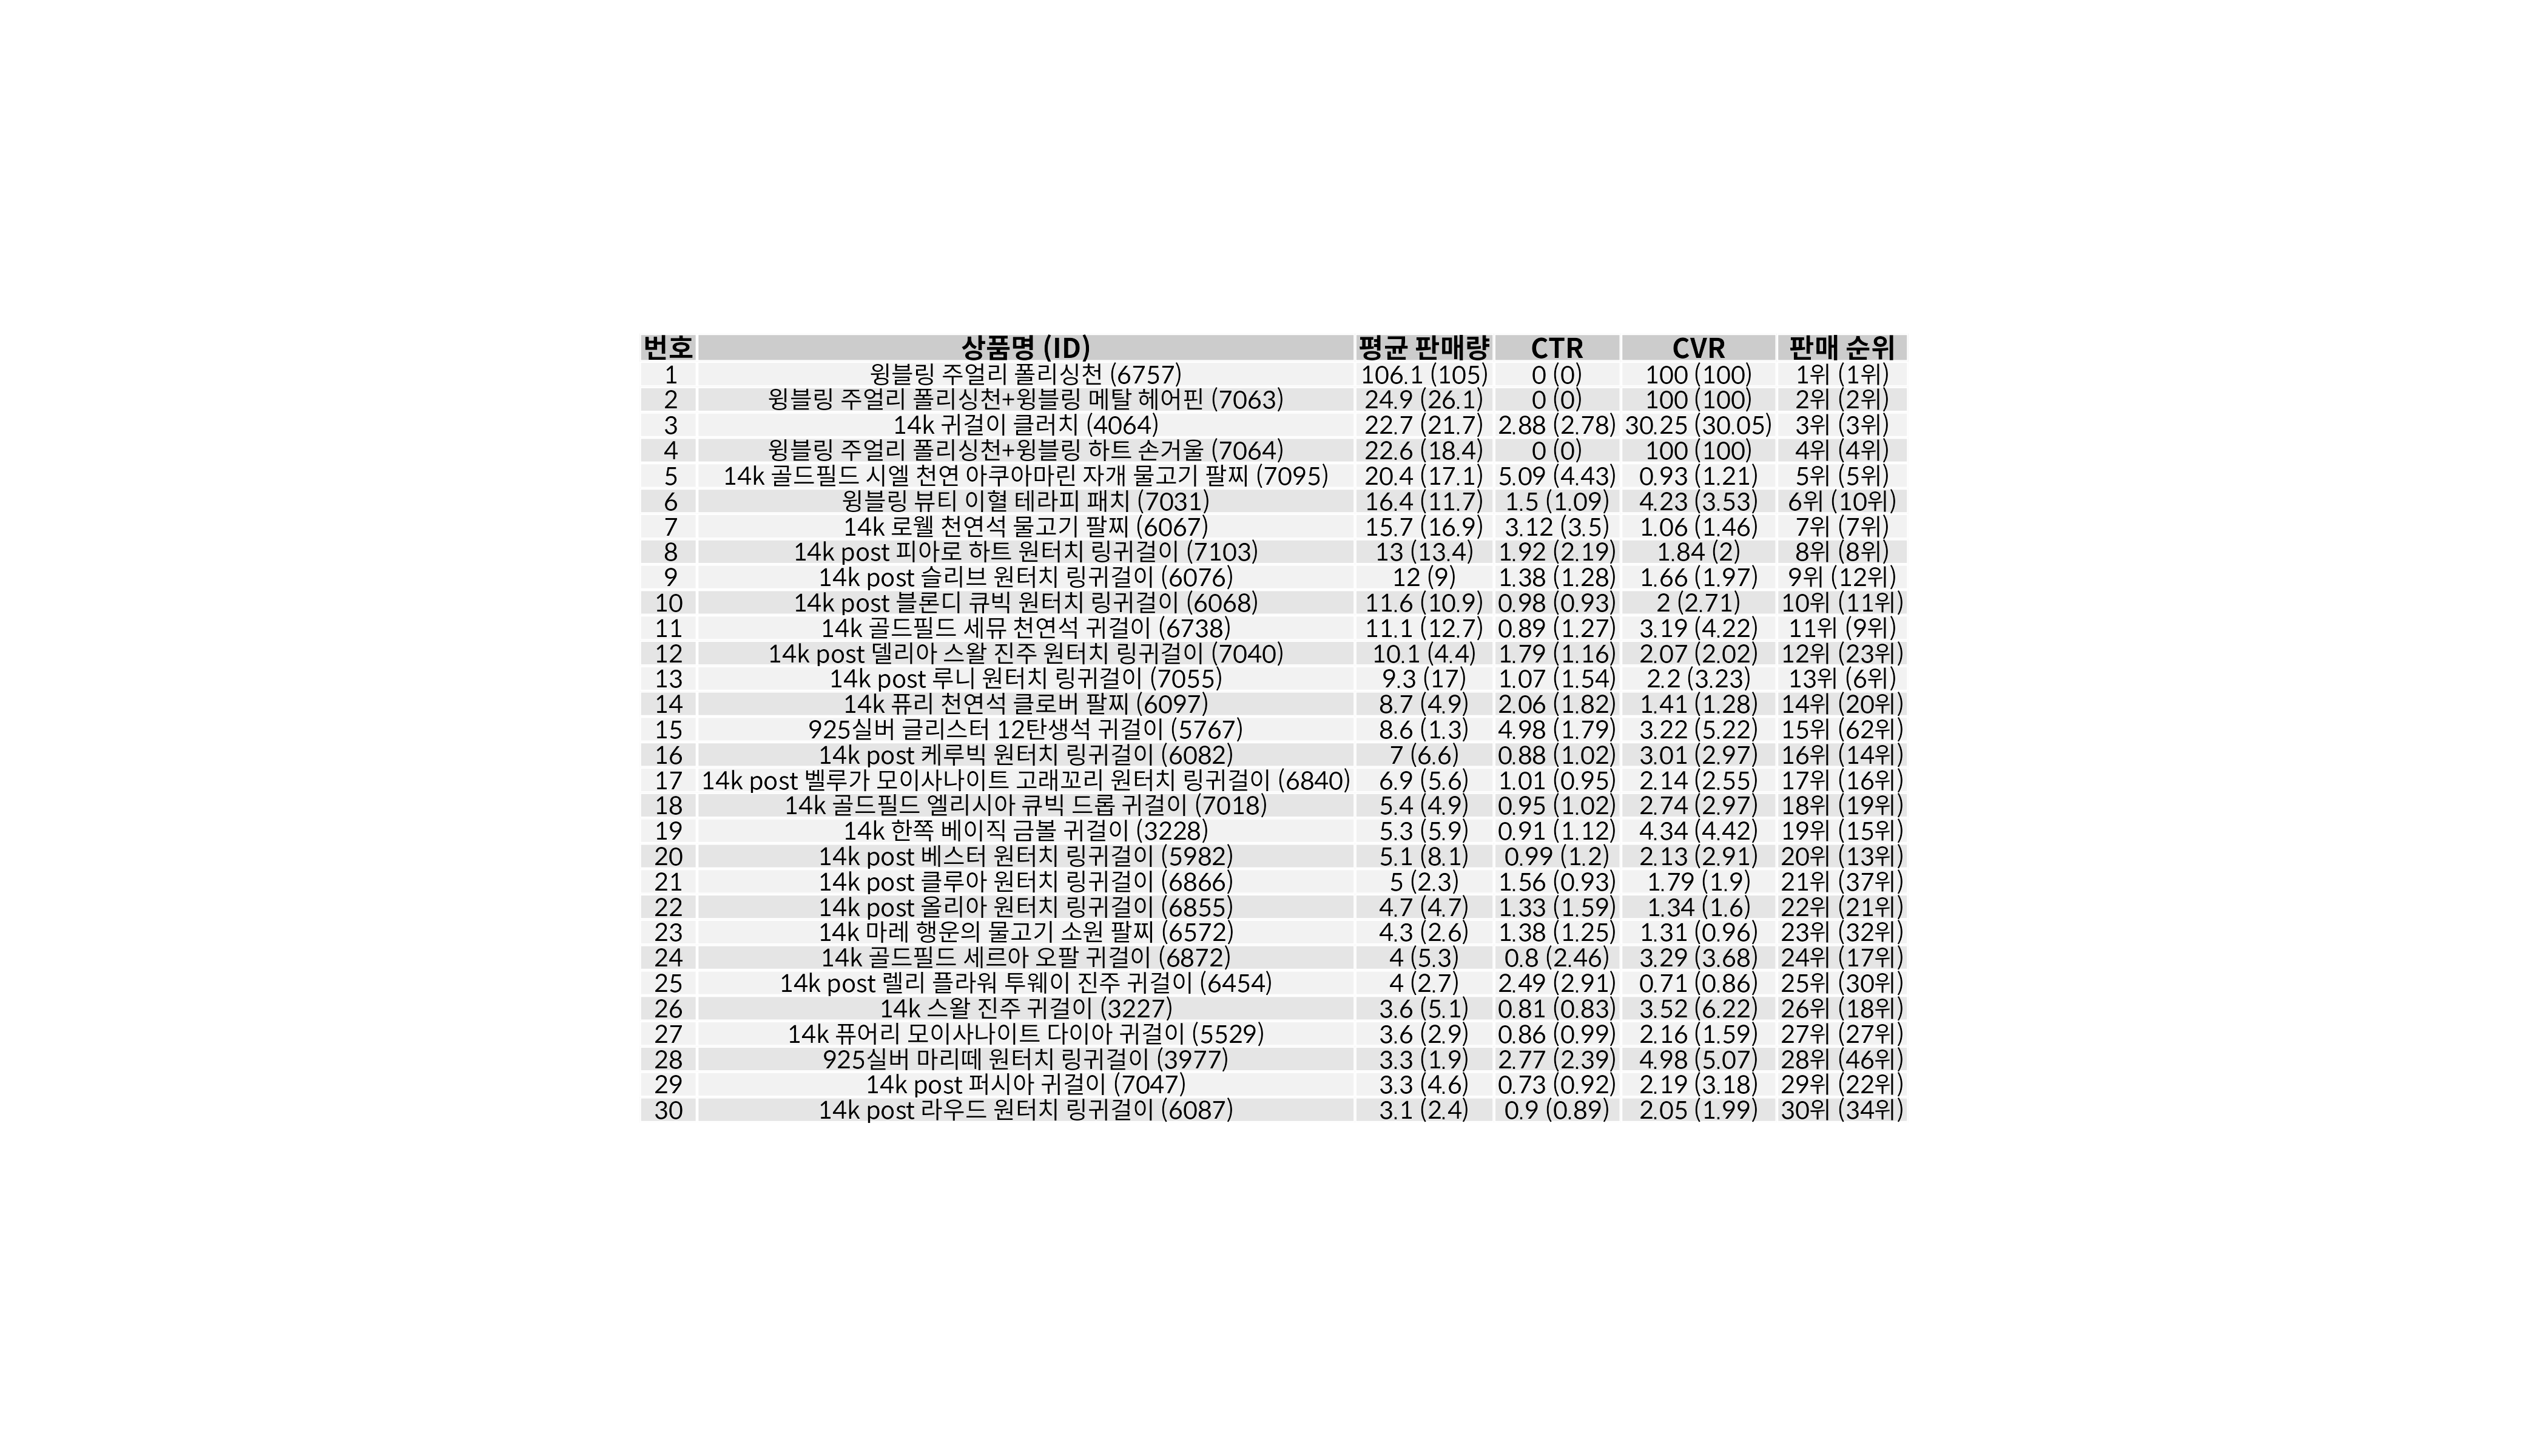 번호 상품명 (ID) 평균 판매량 CTR CVR 판매 순위
1 윙블링 주얼리 폴리싱천 (6757) 106.1 (105) 0 (0) 100 (100) 1위 (1위)
2 윙블링 주얼리 폴리싱천+윙블링 메탈 헤어핀 (7063) 24.9 (26.1) 0 (0) 100 (100) 2위 (2위)
3 14k 귀걸이 클러치 (4064) 22.7 (21.7) 2.88 (2.78) 30.25 (30.05) 3위 (3위)
4 윙블링 주얼리 폴리싱천+윙블링 하트 손거울 (7064) 22.6 (18.4) 0 (0) 100 (100) 4위 (4위)
5 14k 골드필드 시엘 천연 아쿠아마린 자개 물고기 팔찌 (7095) 20.4 (17.1) 5.09 (4.43) 0.93 (1.21) 5위 (5위)
6 윙블링 뷰티 이혈 테라피 패치 (7031) 16.4 (11.7) 1.5 (1.09) 4.23 (3.53) 6위 (10위)
7 14k 로웰 천연석 물고기 팔찌 (6067) 15.7 (16.9) 3.12 (3.5) 1.06 (1.46) 7위 (7위)
8 14k post 피아로 하트 원터치 링귀걸이 (7103) 13 (13.4) 1.92 (2.19) 1.84 (2) 8위 (8위)
9 14k post 슬리브 원터치 링귀걸이 (6076) 12 (9) 1.38 (1.28) 1.66 (1.97) 9위 (12위)
10 14k post 블론디 큐빅 원터치 링귀걸이 (6068) 11.6 (10.9) 0.98 (0.93) 2 (2.71) 10위 (11위)
11 14k 골드필드 세뮤 천연석 귀걸이 (6738) 11.1 (12.7) 0.89 (1.27) 3.19 (4.22) 11위 (9위)
12 14k post 델리아 스왈 진주 원터치 링귀걸이 (7040) 10.1 (4.4) 1.79 (1.16) 2.07 (2.02) 12위 (23위)
13 14k post 루니 원터치 링귀걸이 (7055) 9.3 (17) 1.07 (1.54) 2.2 (3.23) 13위 (6위)
14 14k 퓨리 천연석 클로버 팔찌 (6097) 8.7 (4.9) 2.06 (1.82) 1.41 (1.28) 14위 (20위)
15 925실버 글리스터 12탄생석 귀걸이 (5767) 8.6 (1.3) 4.98 (1.79) 3.22 (5.22) 15위 (62위)
16 14k post 케루빅 원터치 링귀걸이 (6082) 7 (6.6) 0.88 (1.02) 3.01 (2.97) 16위 (14위)
17 14k post 벨루가 모이사나이트 고래꼬리 원터치 링귀걸이 (6840) 6.9 (5.6) 1.01 (0.95) 2.14 (2.55) 17위 (16위)
18 14k 골드필드 엘리시아 큐빅 드롭 귀걸이 (7018) 5.4 (4.9) 0.95 (1.02) 2.74 (2.97) 18위 (19위)
19 14k 한쪽 베이직 금볼 귀걸이 (3228) 5.3 (5.9) 0.91 (1.12) 4.34 (4.42) 19위 (15위)
20 14k post 베스터 원터치 링귀걸이 (5982) 5.1 (8.1) 0.99 (1.2) 2.13 (2.91) 20위 (13위)
21 14k post 클루아 원터치 링귀걸이 (6866) 5 (2.3) 1.56 (0.93) 1.79 (1.9) 21위 (37위)
22 14k post 올리아 원터치 링귀걸이 (6855) 4.7 (4.7) 1.33 (1.59) 1.34 (1.6) 22위 (21위)
23 14k 마레 행운의 물고기 소원 팔찌 (6572) 4.3 (2.6) 1.38 (1.25) 1.31 (0.96) 23위 (32위)
24 14k 골드필드 세르아 오팔 귀걸이 (6872) 4 (5.3) 0.8 (2.46) 3.29 (3.68) 24위 (17위)
25 14k post 렐리 플라워 투웨이 진주 귀걸이 (6454) 4 (2.7) 2.49 (2.91) 0.71 (0.86) 25위 (30위)
26 14k 스왈 진주 귀걸이 (3227) 3.6 (5.1) 0.81 (0.83) 3.52 (6.22) 26위 (18위)
27 14k 퓨어리 모이사나이트 다이아 귀걸이 (5529) 3.6 (2.9) 0.86 (0.99) 2.16 (1.59) 27위 (27위)
28 925실버 마리떼 원터치 링귀걸이 (3977) 3.3 (1.9) 2.77 (2.39) 4.98 (5.07) 28위 (46위)
29 14k post 퍼시아 귀걸이 (7047) 3.3 (4.6) 0.73 (0.92) 2.19 (3.18) 29위 (22위)
30 14k post 라우드 원터치 링귀걸이 (6087) 3.1 (2.4) 0.9 (0.89) 2.05 (1.99) 30위 (34위)